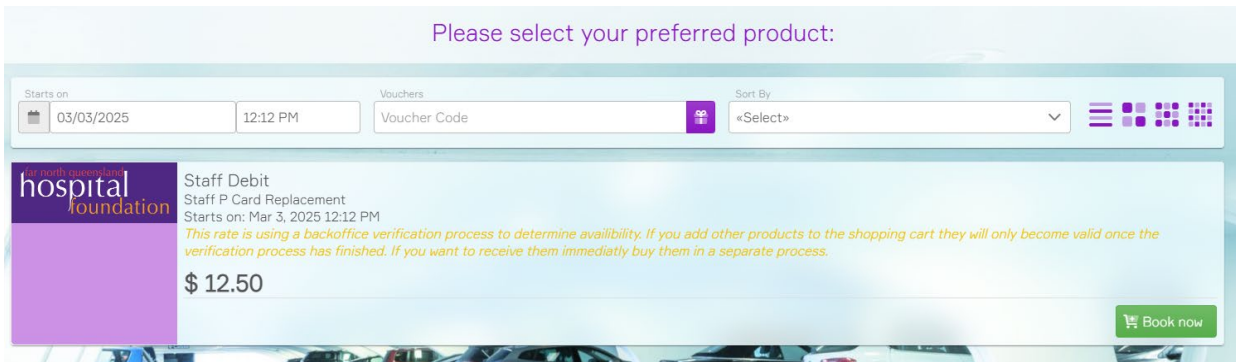 Please select your preferred product:
Starts on
03/03/2025
12:12 PM
Vouchers
Voucher Code
Sort By
«Select»
far north queensland
hospital
foundation
Staff Debit
Staff P Card Replacement
Starts on: Mar 3, 2025 12:12 PM
This rate is using a backoffice verification process to determine availibility. If you add other products to the shopping cart they will only become valid once the
verification process has finished. If you want to receive them immediatly buy them in a separate process.
$ 12.50
Book now